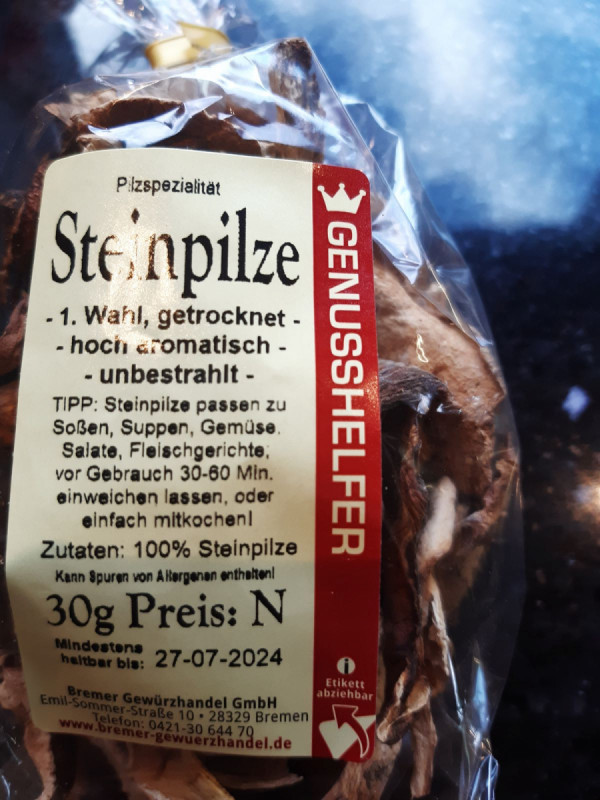 Pilzspezialität
Steinpilze
- 1. Wahl, getrocknet -
- hoch aromatisch -
- unbestrahlt -
TIPP: Steinpilze passen zu
Soßen, Suppen, Gemüse,
Salate, Fleischgerichte,
vor Gebrauch 30-60 Min.
einweichen lassen, oder
einfach mitkochen!
Zutaten: 100% Steinpilze
Kann Spuren von Allergenen enthalten!
30g Preis: N
Mindestens
haltbar bis: 27-07-2024
Bremer Gewürzhandel GmbH
Emil-Sommer-Straße 10 • 28329 Bremen
Telefon: 0421-30 644 70
www.bremer-gewuerzhandel.de
GENUSSHELFER
i
Etikett
abziehbar